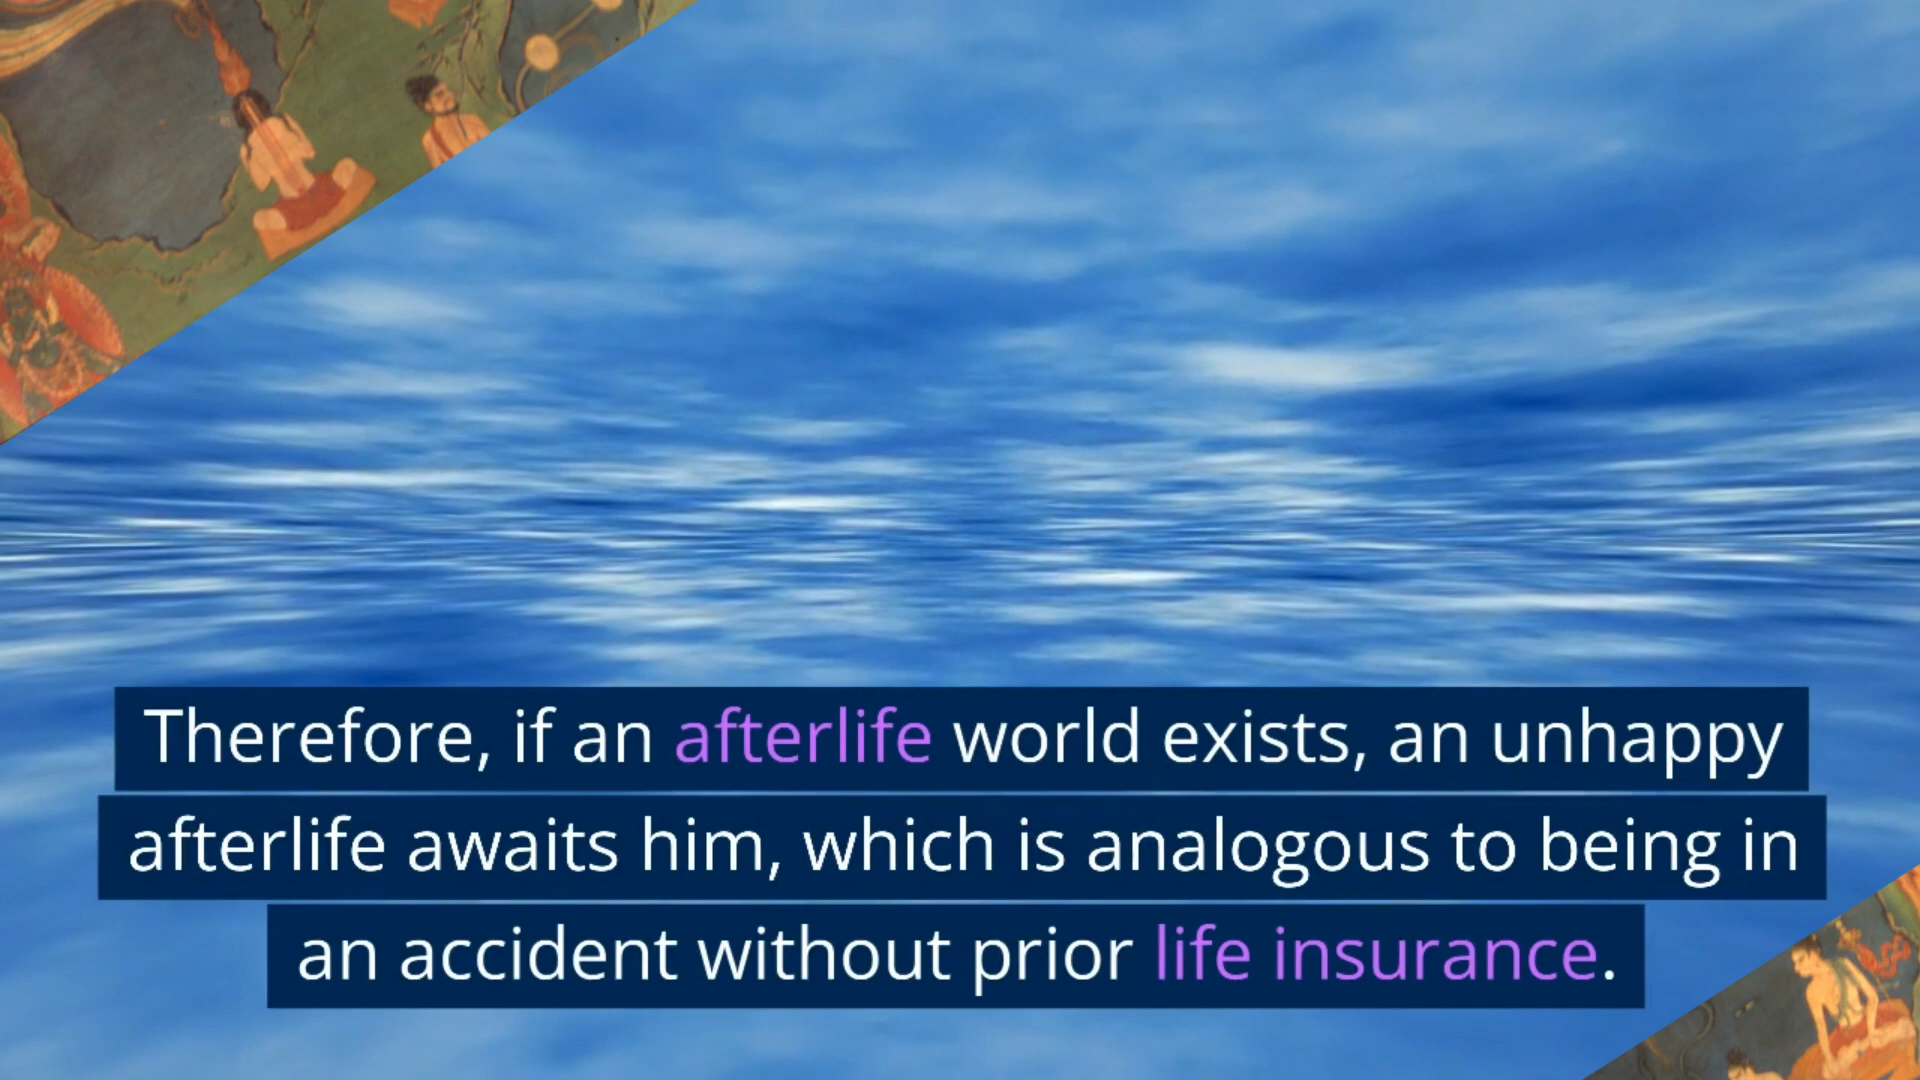 Therefore, if an afterlife world exists, an unhappy
afterlife awaits him, which is analogous to being in
an accident without prior life insurance.